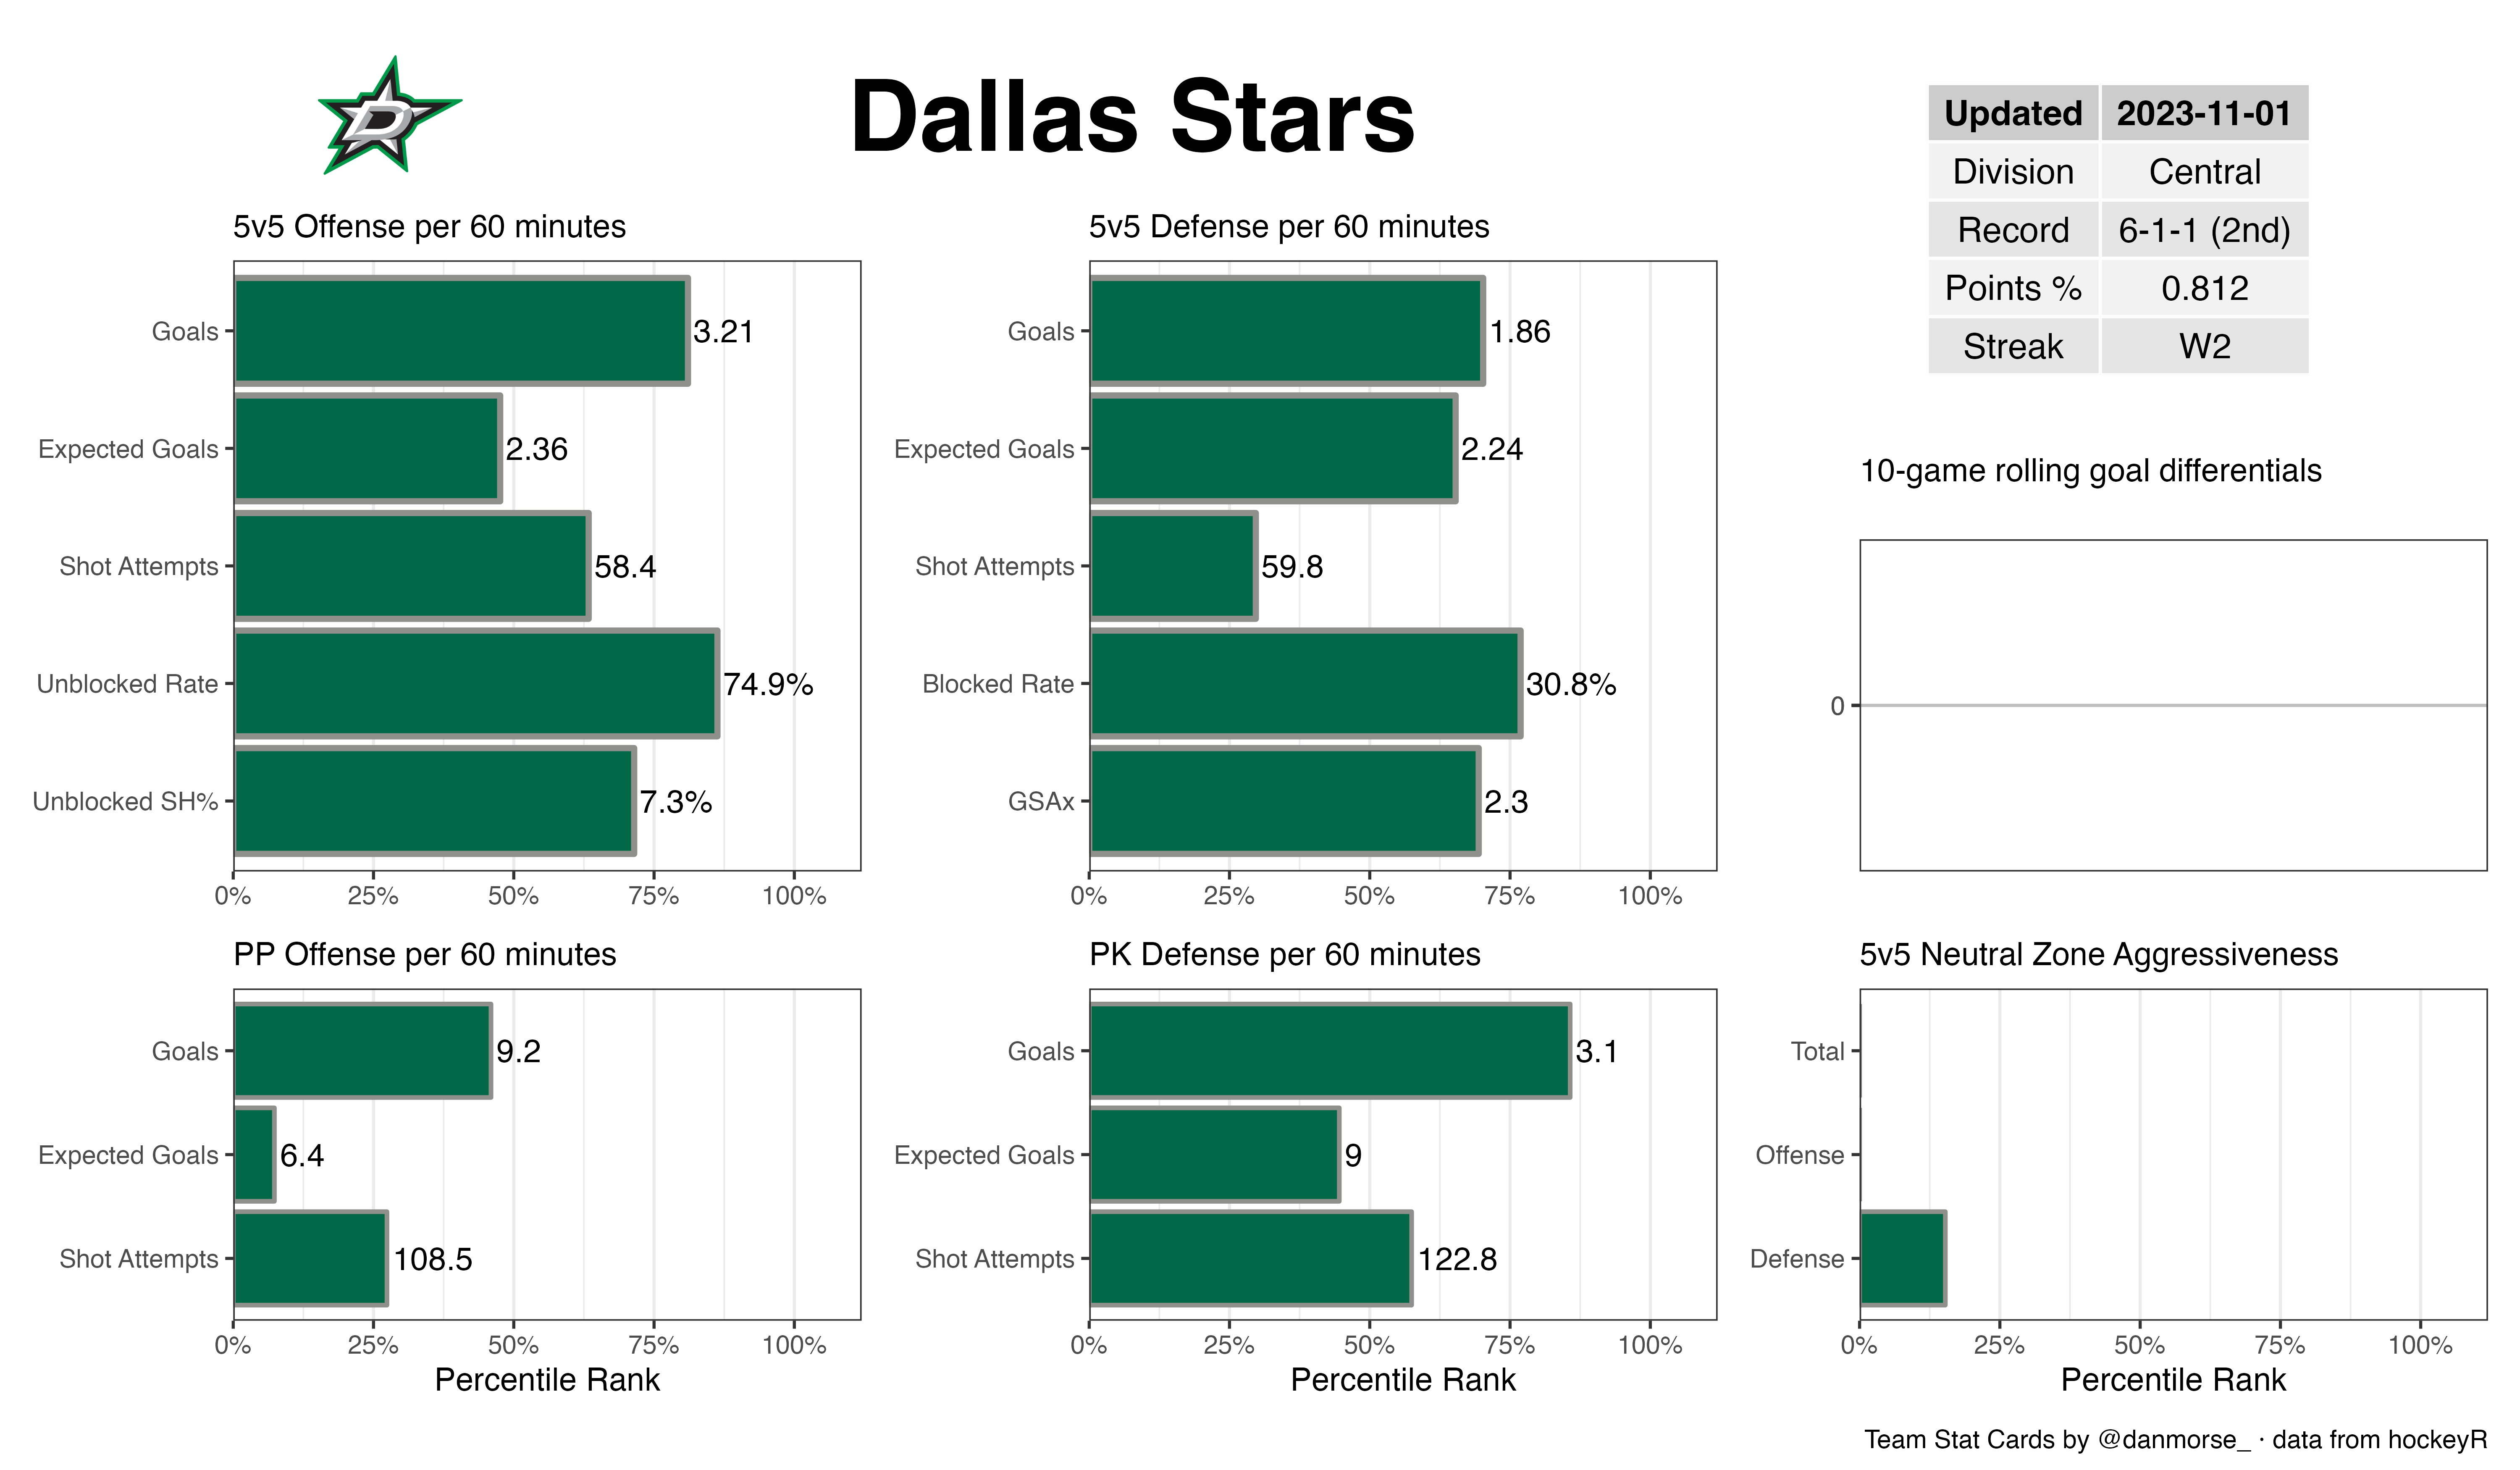 Dallas Stars
Updated 2023-11-01
Division Central
Record 6-1-1 (2nd)
Points % 0.812
Streak W2
5v5 Offense per 60 minutes
Goals 3.21
Expected Goals 2.36
Shot Attempts 58.4
Unblocked Rate 74.9%
Unblocked SH% 7.3%
0% 25% 50% 75% 100%
5v5 Defense per 60 minutes
Goals 1.86
Expected Goals 2.24
Shot Attempts 59.8
Blocked Rate 30.8%
GSAx 2.3
0% 25% 50% 75% 100%
10-game rolling goal differentials
0
PP Offense per 60 minutes
Goals 9.2
Expected Goals 6.4
Shot Attempts 108.5
0% 25% 50% 75% 100%
Percentile Rank
PK Defense per 60 minutes
Goals 3.1
Expected Goals 9
Shot Attempts 122.8
0% 25% 50% 75% 100%
Percentile Rank
5v5 Neutral Zone Aggressiveness
Total
Offense
Defense
0% 25% 50% 75% 100%
Percentile Rank
Team Stat Cards by @danmorse_ · data from hockeyR